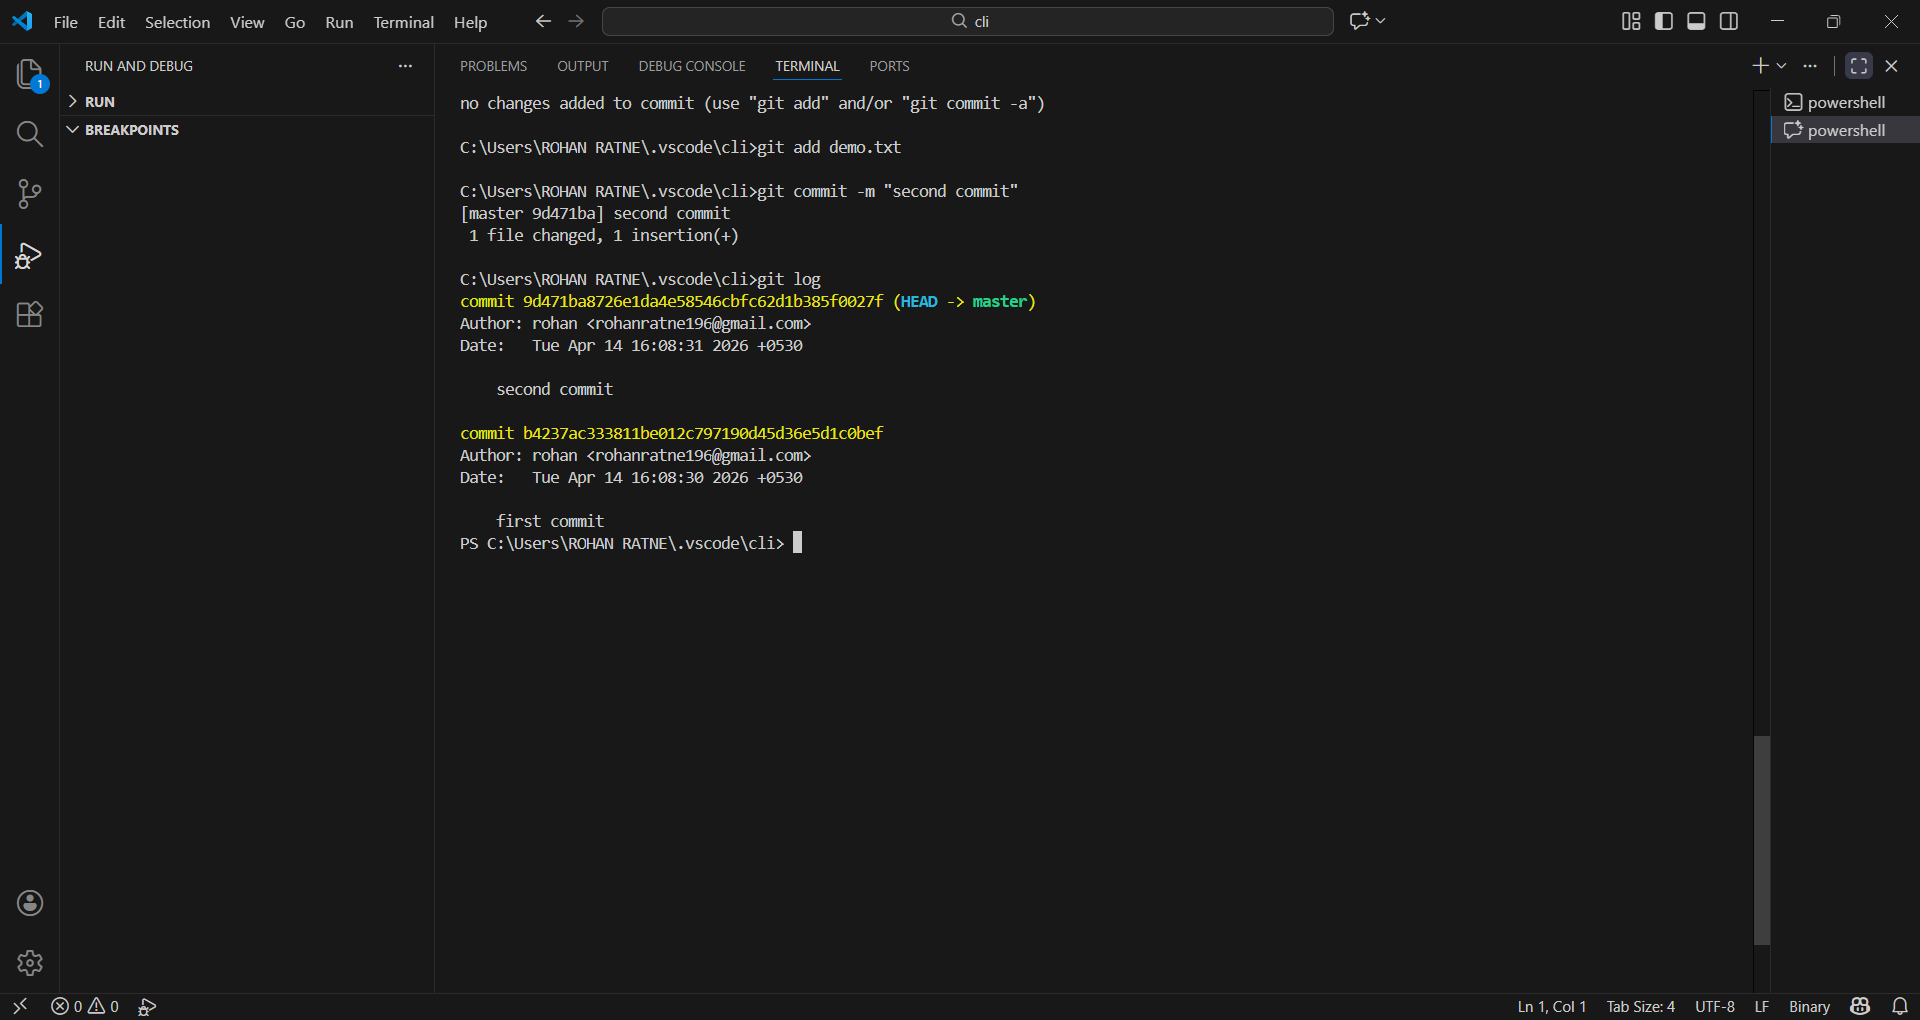 File Edit Selection View Go Run Terminal Help
cli
1
RUN AND DEBUG
RUN
BREAKPOINTS
PROBLEMS OUTPUT DEBUG CONSOLE TERMINAL PORTS
no changes added to commit (use "git add" and/or "git commit -a")
C:\Users\ROHAN RATNE\.vscode\cli>git add demo.txt
C:\Users\ROHAN RATNE\.vscode\cli>git commit -m "second commit"
[master 9d471ba] second commit
1 file changed, 1 insertion(+)
C:\Users\ROHAN RATNE\.vscode\cli>git log
commit 9d471ba8726e1da4e58546cbfc62d1b385f0027f (HEAD -> master)
Author: rohan <rohanratne196@gmail.com>
Date:   Tue Apr 14 16:08:31 2026 +0530
second commit
commit b4237ac333811be012c797190d45d36e5d1c0bef
Author: rohan <rohanratne196@gmail.com>
Date:   Tue Apr 14 16:08:30 2026 +0530
first commit
PS C:\Users\ROHAN RATNE\.vscode\cli>
powershell
powershell
0 0
Ln 1, Col 1 Tab Size: 4 UTF-8 LF Binary